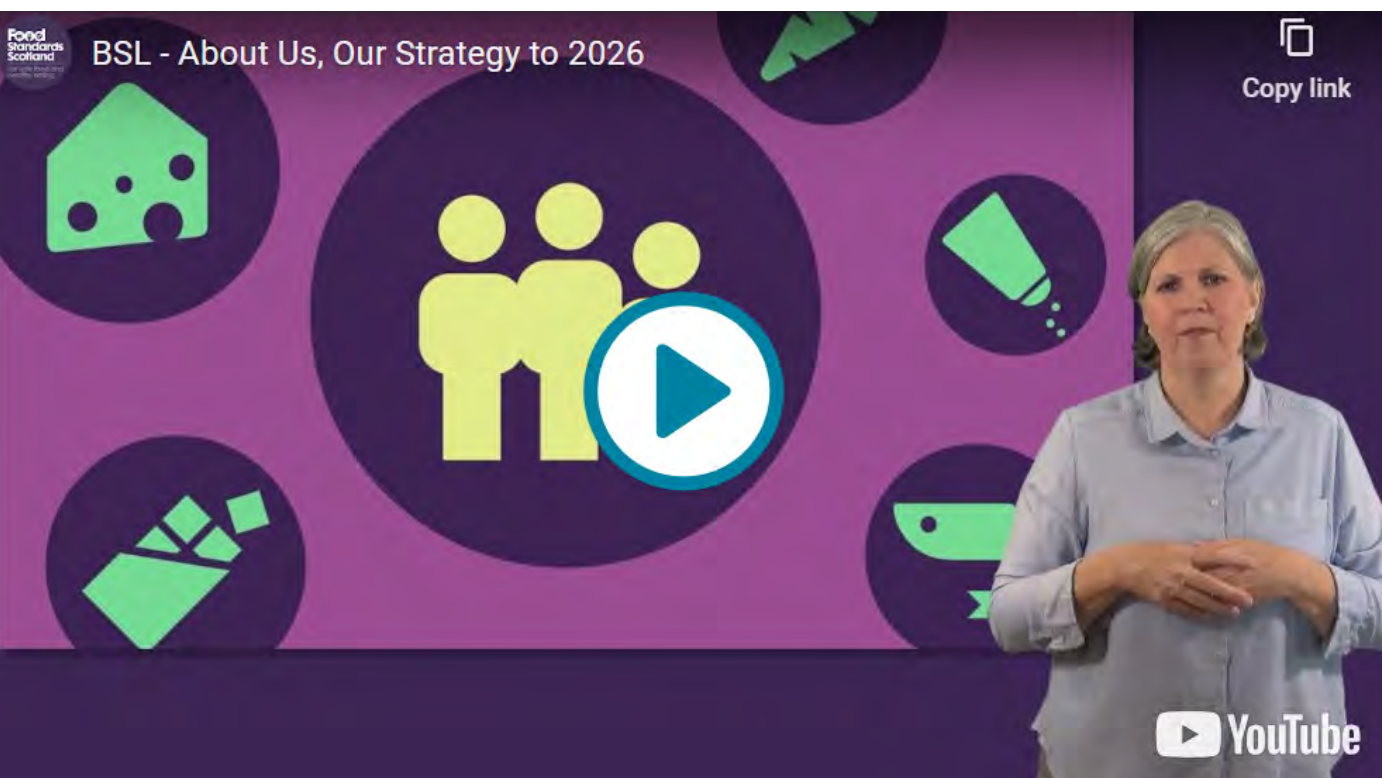 Food
Standards
Scotland
BSL - About Us, Our Strategy to 2026
Copy link
YouTube